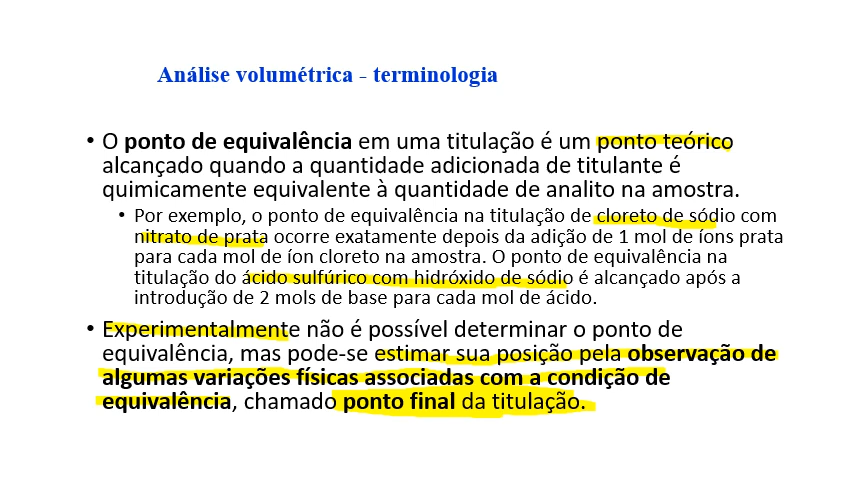 Análise volumétrica - terminologia
• O ponto de equivalência em uma titulação é um ponto teórico
alcançado quando a quantidade adicionada de titulante é
quimicamente equivalente à quantidade de analito na amostra.
• Por exemplo, o ponto de equivalência na titulação de cloreto de sódio com
nitrato de prata ocorre exatamente depois da adição de 1 mol de íons prata
para cada mol de íon cloreto na amostra. O ponto de equivalência na
titulação do ácido sulfúrico com hidróxido de sódio é alcançado após a
introdução de 2 mols de base para cada mol de ácido.
• Experimentalmente não é possível determinar o ponto de
equivalência, mas pode-se estimar sua posição pela observação de
algumas variações físicas associadas com a condição de
equivalência, chamado ponto final da titulação.